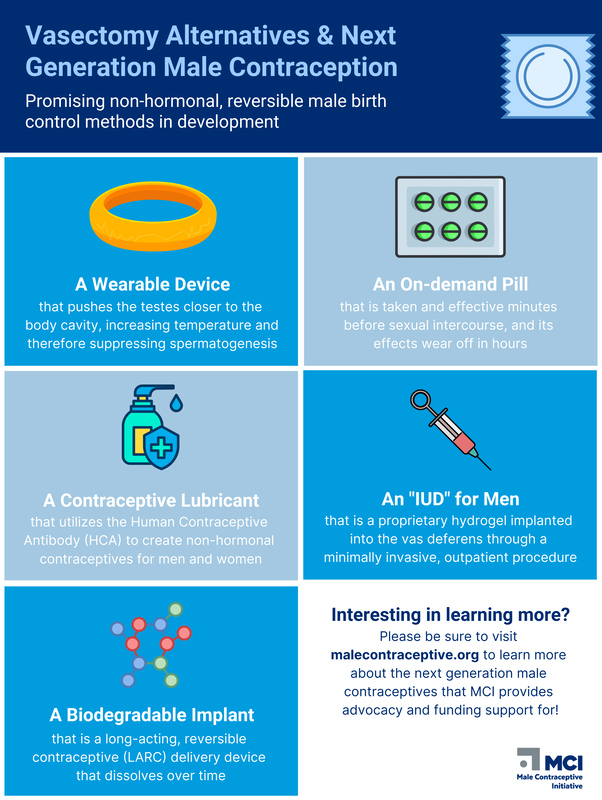 Vasectomy Alternatives & Next
Generation Male Contraception
Promising non-hormonal, reversible male birth
control methods in development
A Wearable Device
that pushes the testes closer to the
body cavity, increasing temperature and
therefore suppressing spermatogenesis
An On-demand Pill
that is taken and effective minutes
before sexual intercourse, and its
effects wear off in hours
A Contraceptive Lubricant
that utilizes the Human Contraceptive
Antibody (HCA) to create non-hormonal
contraceptives for men and women
An "IUD" for Men
that is a proprietary hydrogel implanted
into the vas deferens through a
minimally invasive, outpatient procedure
A Biodegradable Implant
that is a long-acting, reversible
contraceptive (LARC) delivery device
that dissolves over time
Interesting in learning more?
Please be sure to visit
malecontraceptive.org to learn more
about the next generation male
contraceptives that MCI provides
advocacy and funding support for!
MCI
Male Contraceptive
Initiative